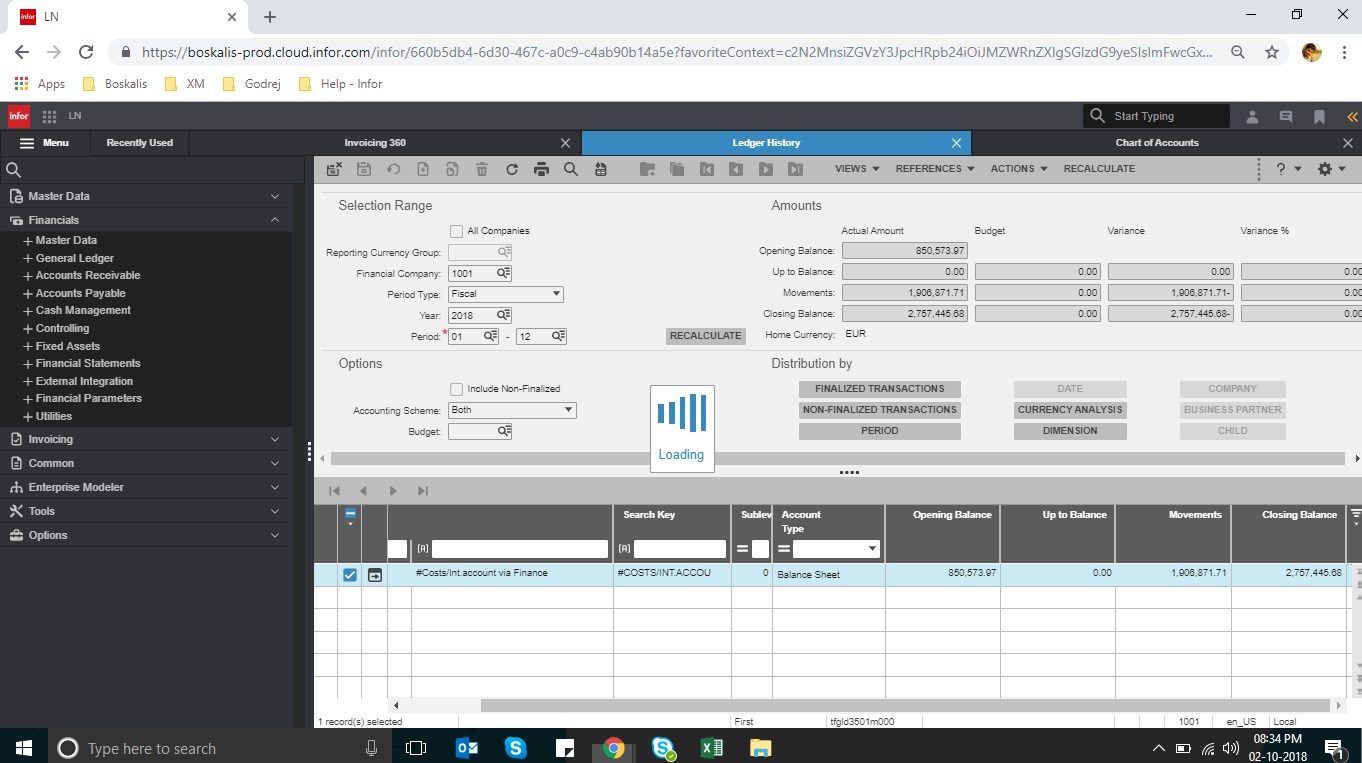 infor LN
https://boskalis-prod.cloud.infor.com/infor/660b5db4-6d30-467c-a0c9-c4ab90b14a5e?favoriteContext=c2N2MnsiZGVzY3JpcHRpb24iOiJMZWRnZXIgSGlzdG9yeSIsImFwcGx...
Apps Boskalis XM Godrej Help - Infor
infor LN Start Typing
Menu Recently Used Invoicing 360 Ledger History Chart of Accounts
VIEWS REFERENCES ACTIONS RECALCULATE ?
Master Data
Financials
Master Data
General Ledger
Accounts Receivable
Accounts Payable
Cash Management
Controlling
Fixed Assets
Financial Statements
External Integration
Financial Parameters
Utilities
Invoicing
Common
Enterprise Modeler
Tools
Options
Selection Range
All Companies
Reporting Currency Group:
Financial Company: 1001
Period Type: Fiscal
Year: 2018
Period:* 01 - 12 RECALCULATE
Amounts
Actual Amount Budget Variance Variance %
Opening Balance: 850,573.97
Up to Balance: 0.00 0.00 0.00 0.00
Movements: 1,906,871.71 0.00 1,906,871.71- 0.00
Closing Balance: 2,757,445.68 0.00 2,757,445.68- 0.00
Home Currency: EUR
Options
Include Non-Finalized
Accounting Scheme: Both
Budget:
Loading
Distribution by
FINALIZED TRANSACTIONS DATE COMPANY
NON-FINALIZED TRANSACTIONS CURRENCY ANALYSIS BUSINESS PARTNER
PERIOD DIMENSION CHILD
Search Key Sublev Account Type Opening Balance Up to Balance Movements Closing Balance
[A] [A] = =
#Costs/Int.account via Finance #COSTS/INT.ACCOU 0 Balance Sheet 850,573.97 0.00 1,906,871.71 2,757,445.68
1 record(s) selected First tfgld3501m000 1001 en_US Local
Type here to search
08:34 PM
02-10-2018
1